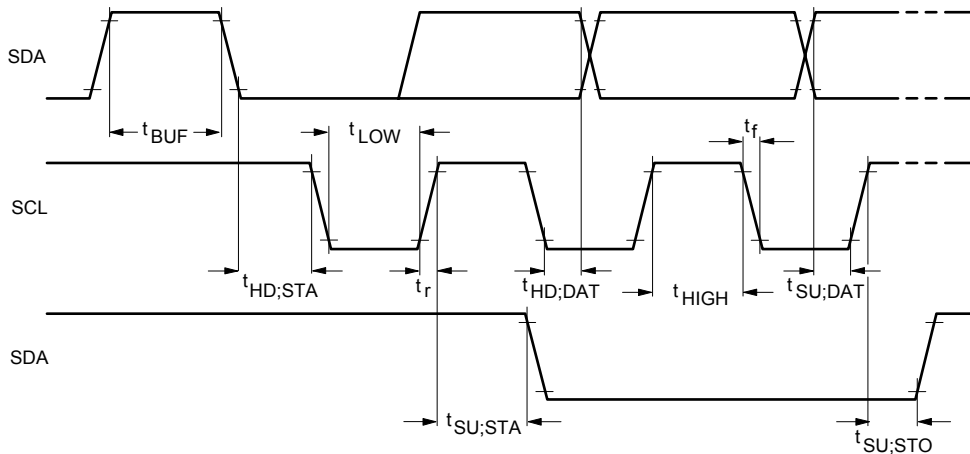 SDA
t BUF
t LOW
t f
SCL
t HD;STA
t r
t HD;DAT
t HIGH
t SU;DAT
SDA
t SU;STA
t SU;STO